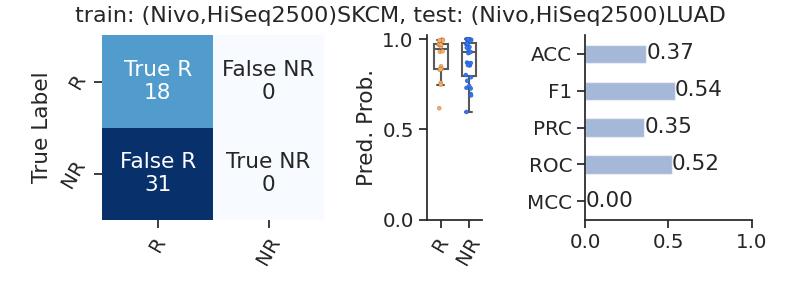 train: (Nivo,HiSeq2500)SKCM, test: (Nivo,HiSeq2500)LUAD
True Label
R
NR
True R
18
False NR
0
False R
31
True NR
0
R
NR
Pred. Prob.
1.0
0.5
0.0
R
NR
ACC
0.37
F1
0.54
PRC
0.35
ROC
0.52
MCC
0.00
0.0
0.5
1.0